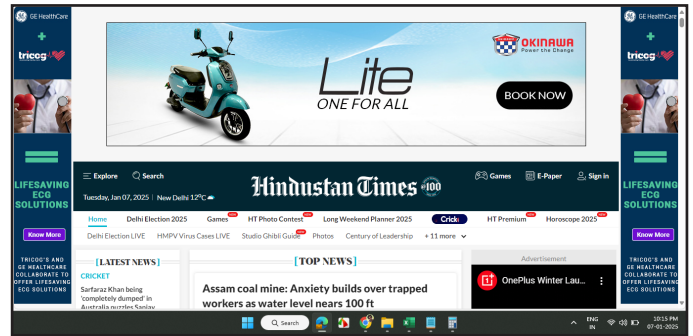 GE HealthCare
+
tricog
LIFESAVING
ECG
SOLUTIONS
Know More
TRICOG'S AND
GE HEALTHCARE
COLLABORATE TO
OFFER LIFESAVING
ECG SOLUTIONS
Lite
ONE FOR ALL
OKINAWA
Power the Change
BOOK NOW
GE HealthCare
+
tricog
LIFESAVING
ECG
SOLUTIONS
Know More
TRICOG'S AND
GE HEALTHCARE
COLLABORATE TO
OFFER LIFESAVING
ECG SOLUTIONS
Explore Search
Tuesday, Jan 07, 2025 | New Delhi 12°C
Hindustan Times 100
Games E-Paper Sign in
Home Delhi Election 2025 Games HT Photo Contest Long Weekend Planner 2025 Crick HT Premium Horoscope 2025
Delhi Election LIVE HMPV Virus Cases LIVE Studio Ghibli Guide Photos Century of Leadership + 11 more
[LATEST NEWS]
CRICKET
Sarfaraz Khan being
'completely dumped' in
Australia puzzles Sanjay
[TOP NEWS]
Assam coal mine: Anxiety builds over trapped
workers as water level nears 100 ft
Advertisement
OnePlus Winter Lau...
Search
ENG
IN
10:15 PM
07-01-2025